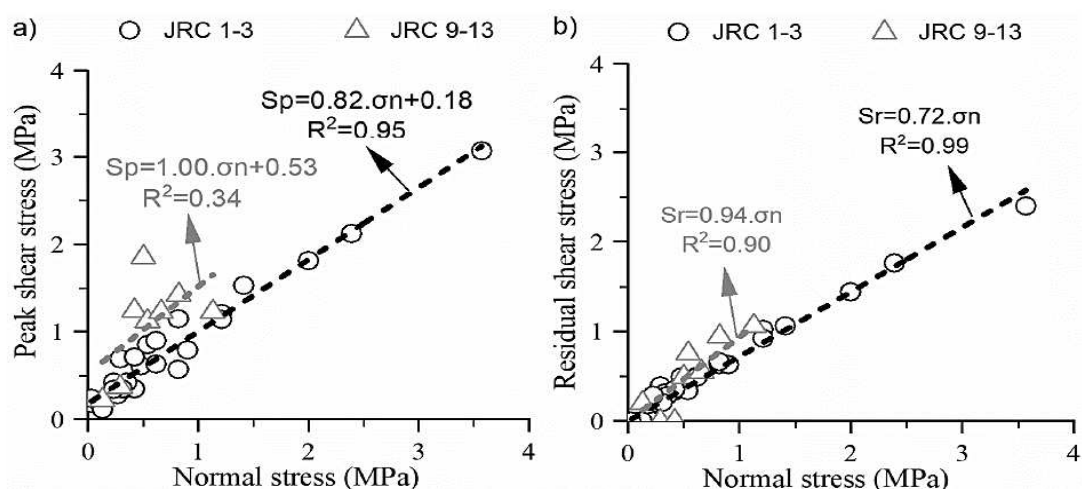 a)
JRC 1-3
JRC 9-13
Peak shear stress (MPa)
4
3
2
1
0
Sp=0.82.σn+0.18
R²=0.95
Sp=1.00.σn+0.53
R²=0.34
0 1 2 3 4
Normal stress (MPa)
b)
JRC 1-3
JRC 9-13
Residual shear stress (MPa)
4
3
2
1
0
Sr=0.72.σn
R²=0.99
Sr=0.94.σn
R²=0.90
0 1 2 3 4
Normal stress (MPa)